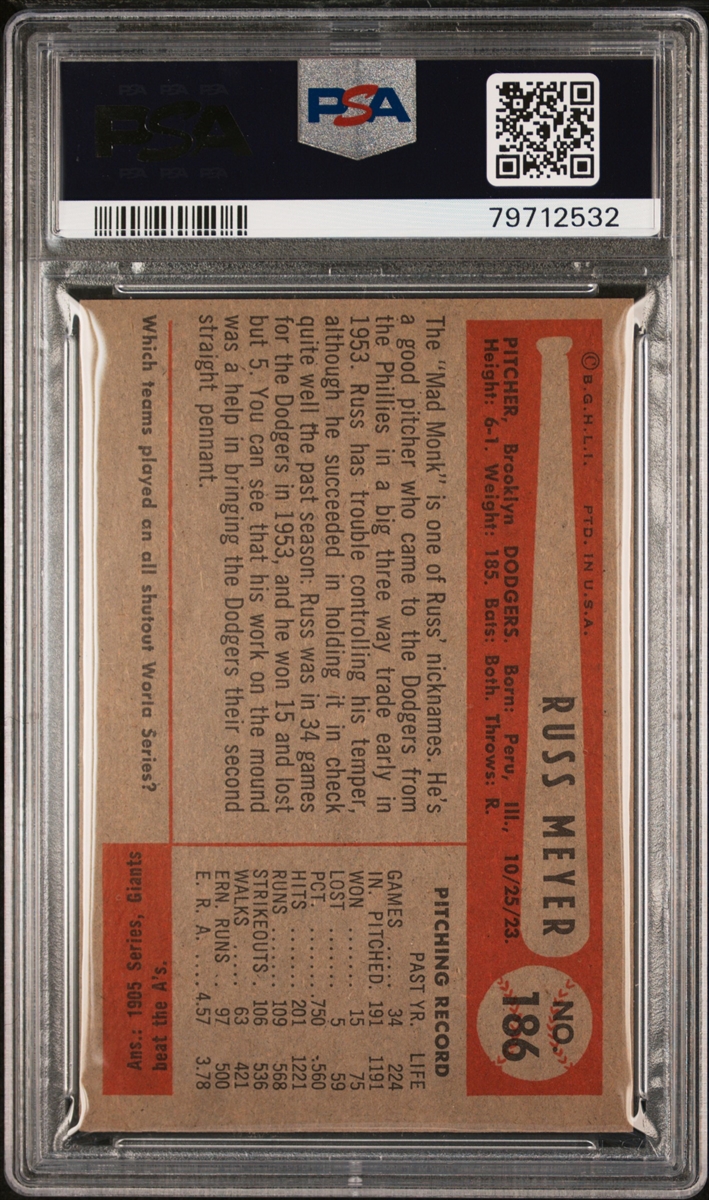 PSA
79712532
© B.G.H.L.I. PTD. IN U.S.A.
RUSS MEYER
NO. 186
PITCHER, Brooklyn DODGERS. Born: Peru, Ill., 10/25/23.
Height: 6-1. Weight: 185. Bats: Both. Throws: R.
The "Mad Monk" is one of Russ' nicknames. He's
a good pitcher who came to the Dodgers from
the Phillies in a big three way trade early in
1953. Russ has trouble controlling his temper,
although he succeeded in holding it in check
quite well the past season: Russ was in 34 games
for the Dodgers in 1953, and he won 15 and lost
but 5. You can see that his work on the mound
was a help in bringing the Dodgers their second
straight pennant.
PITCHING RECORD
PAST YR. LIFE
GAMES ...... 34 224
IN. PITCHED. 191 1191
WON ........ 15 75
LOST ....... 5 59
PCT. ........ .750 .560
HITS ....... 201 1221
RUNS ...... 109 568
STRIKEOUTS . 106 536
WALKS ..... 63 421
ERN. RUNS .. 97 500
E. R. A. .... 4.57 3.78
Which teams played an all shutout World Series?
Ans.: 1905 Series, Giants
beat the A's.